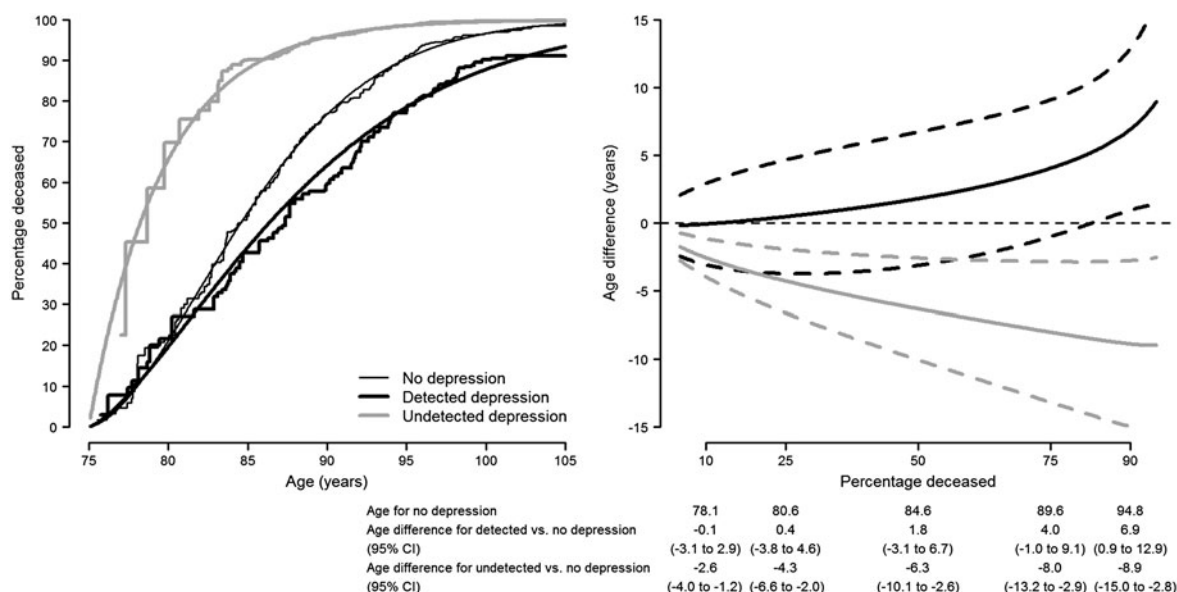 100
90
80
70
60
50
40
30
20
10
0
Percentage deceased
75 80 85 90 95 100 105
Age (years)
No depression
Detected depression
Undetected depression
15
10
5
0
-5
-10
-15
Age difference (years)
10 25 50 75 90
Percentage deceased
Age for no depression 78.1 80.6 84.6 89.6 94.8
Age difference for detected vs. no depression -0.1 0.4 1.8 4.0 6.9
(95% CI) (-3.1 to 2.9) (-3.8 to 4.6) (-3.1 to 6.7) (-1.0 to 9.1) (0.9 to 12.9)
Age difference for undetected vs. no depression -2.6 -4.3 -6.3 -8.0 -8.9
(95% CI) (-4.0 to -1.2) (-6.6 to -2.0) (-10.1 to -2.6) (-13.2 to -2.9) (-15.0 to -2.8)